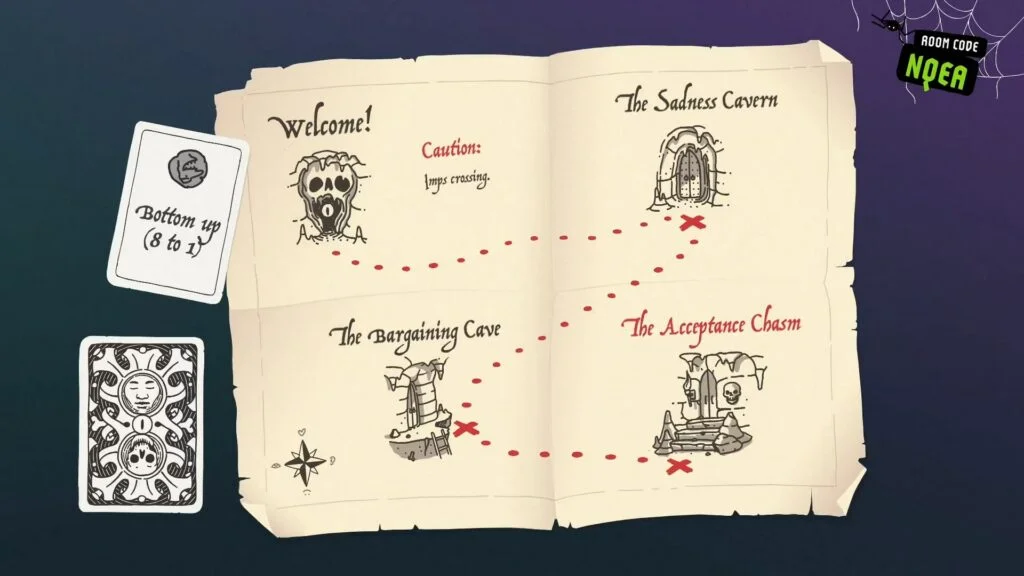 ROOM CODE
NQEA
Welcome!
Caution:
Imps crossing.
The Sadness Cavern
Bottom up
(8 to 1)
The Bargaining Cave
The Acceptance Chasm